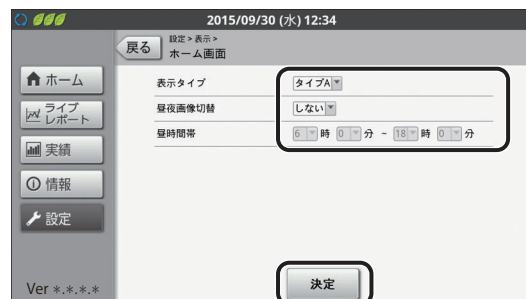 2015/09/30 (水) 12:34
戻る
設定 > 表示 >
ホーム画面
ホーム
ライブ
レポート
実績
情報
設定
Ver *.*.*.*
表示タイプ タイプA
昼夜画像切替 しない
昼時間帯 6 時 0 分 ~ 18 時 0 分
決定